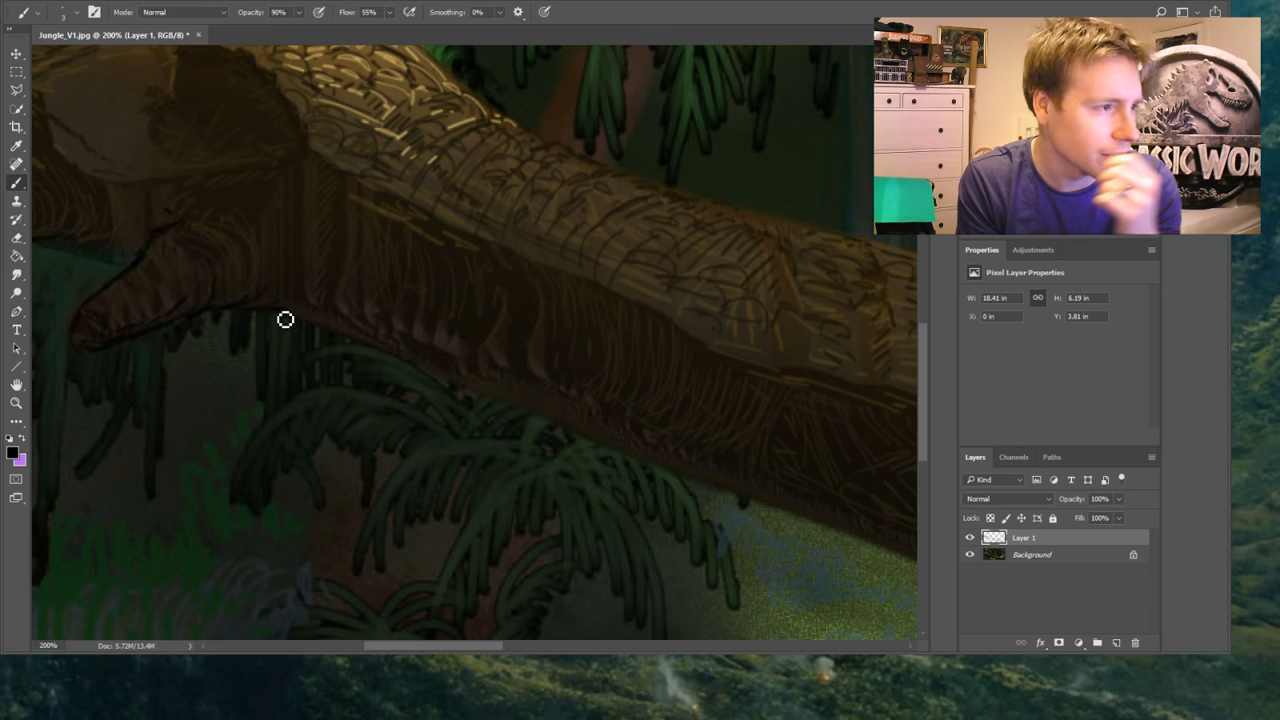 3 Mode: Normal Opacity: 90% Flow: 55% Smoothing: 0%
Jungle_V1.jpg @ 200% (Layer 1, RGB/8) *
Properties Adjustments
Pixel Layer Properties
W: 18.41 in H: 6.19 in
X: 0 in Y: 3.81 in
Layers Channels Paths
Kind
Normal Opacity: 100%
Lock: Fill: 100%
Layer 1
Background
200% Doc: 5.72M/13.4M